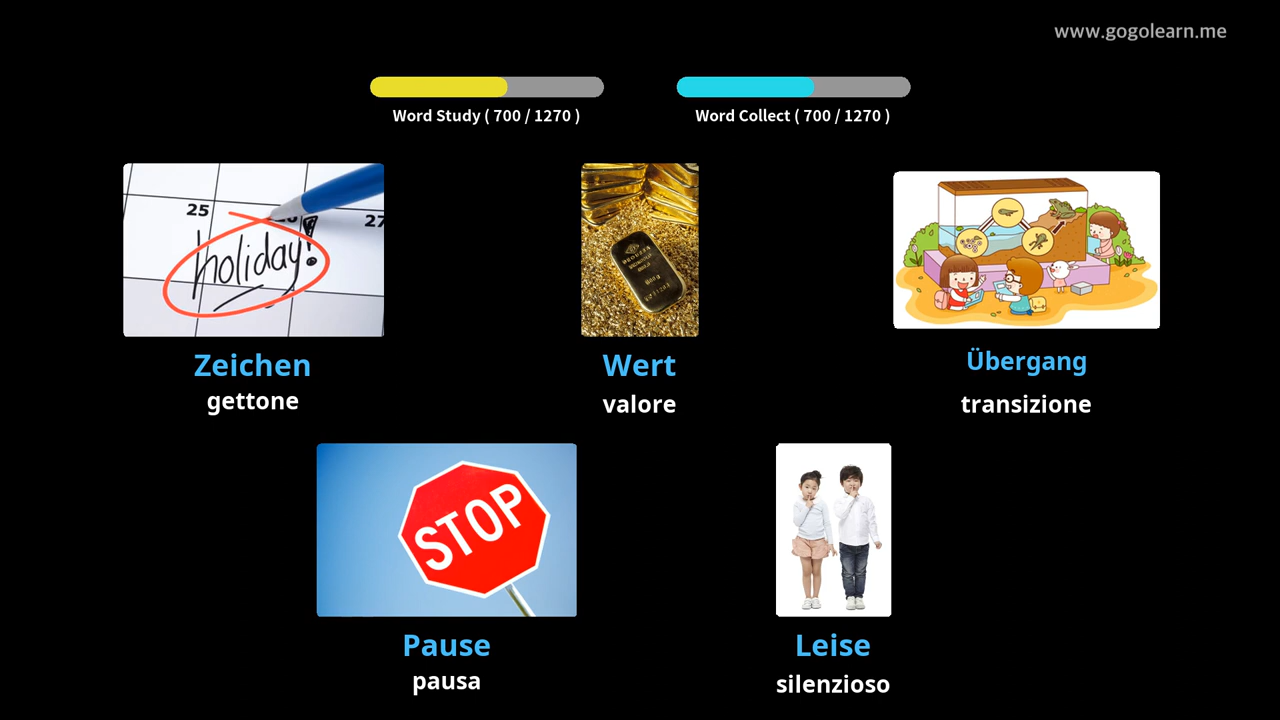 www.gogolearn.me
Word Study ( 700 / 1270 )
Word Collect ( 700 / 1270 )
25
27
holiday!
Zeichen
gettone
Wert
valore
Übergang
transizione
STOP
Pause
pausa
Leise
silenzioso